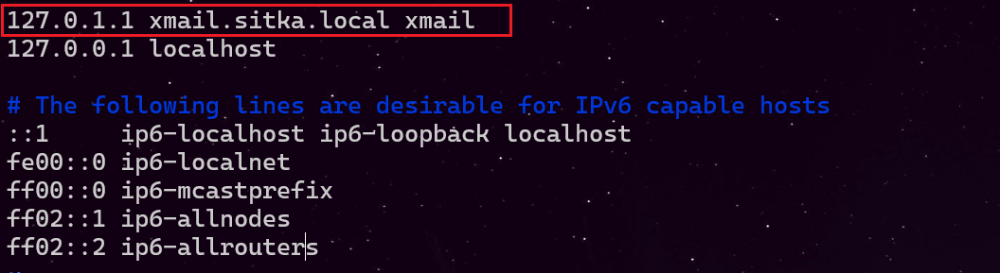 127.0.1.1 xmail.sitka.local xmail
127.0.0.1 localhost
# The following lines are desirable for IPv6 capable hosts
::1     ip6-localhost ip6-loopback localhost
fe00::0 ip6-localnet
ff00::0 ip6-mcastprefix
ff02::1 ip6-allnodes
ff02::2 ip6-allrouters